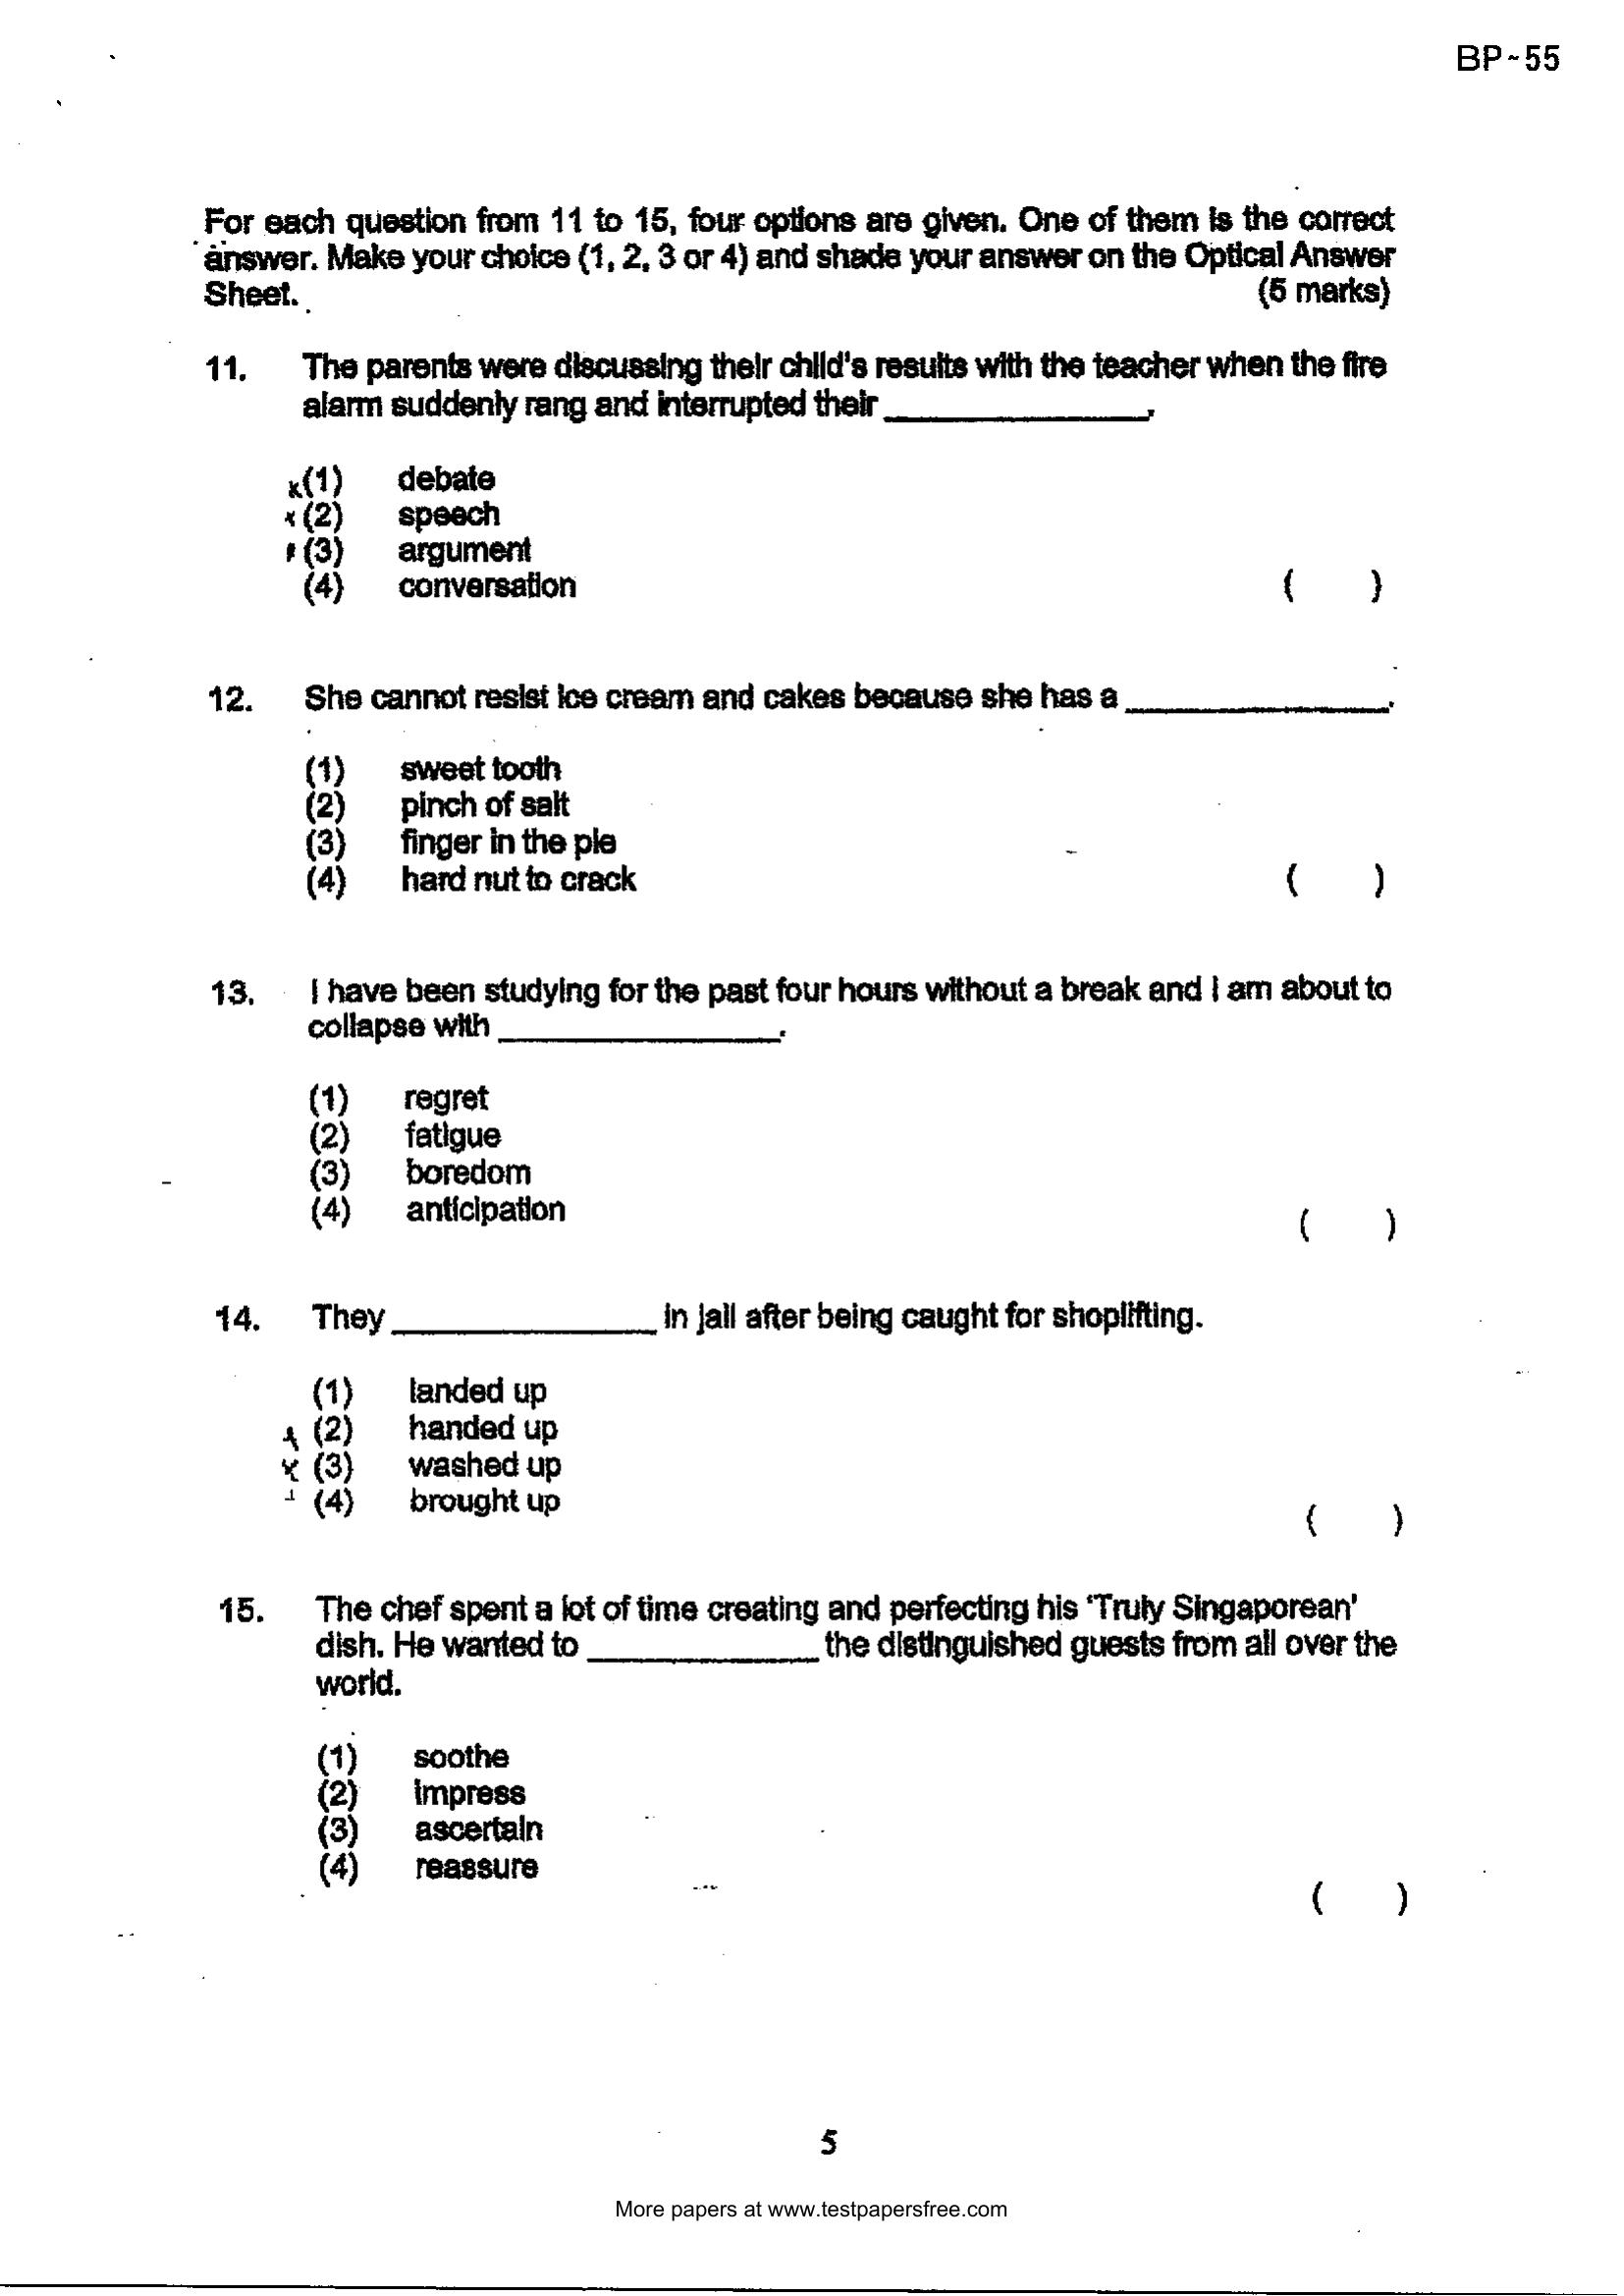 BP~55
For each question from 11 to 15, four options are given. One of them is the correct
answer. Make your choice (1, 2, 3 or 4) and shade your answer on the Optical Answer
Sheet. (5 marks)
11. The parents were discussing their child's results with the teacher when the fire
alarm suddenly rang and interrupted their ______________.
x(1) debate
x(2) speech
(3) argument
(4) conversation ( )
12. She cannot resist ice cream and cakes because she has a ______________.
(1) sweet tooth
(2) pinch of salt
(3) finger in the pie
(4) hard nut to crack ( )
13. I have been studying for the past four hours without a break and I am about to
collapse with ______________.
(1) regret
(2) fatigue
(3) boredom
(4) anticipation ( )
14. They ______________ in jail after being caught for shoplifting.
(1) landed up
(2) handed up
x (3) washed up
(4) brought up ( )
15. The chef spent a lot of time creating and perfecting his 'Truly Singaporean'
dish. He wanted to ____________ the distinguished guests from all over the
world.
(1) soothe
(2) impress
(3) ascertain
(4) reassure
( )
5
More papers at www.testpapersfree.com